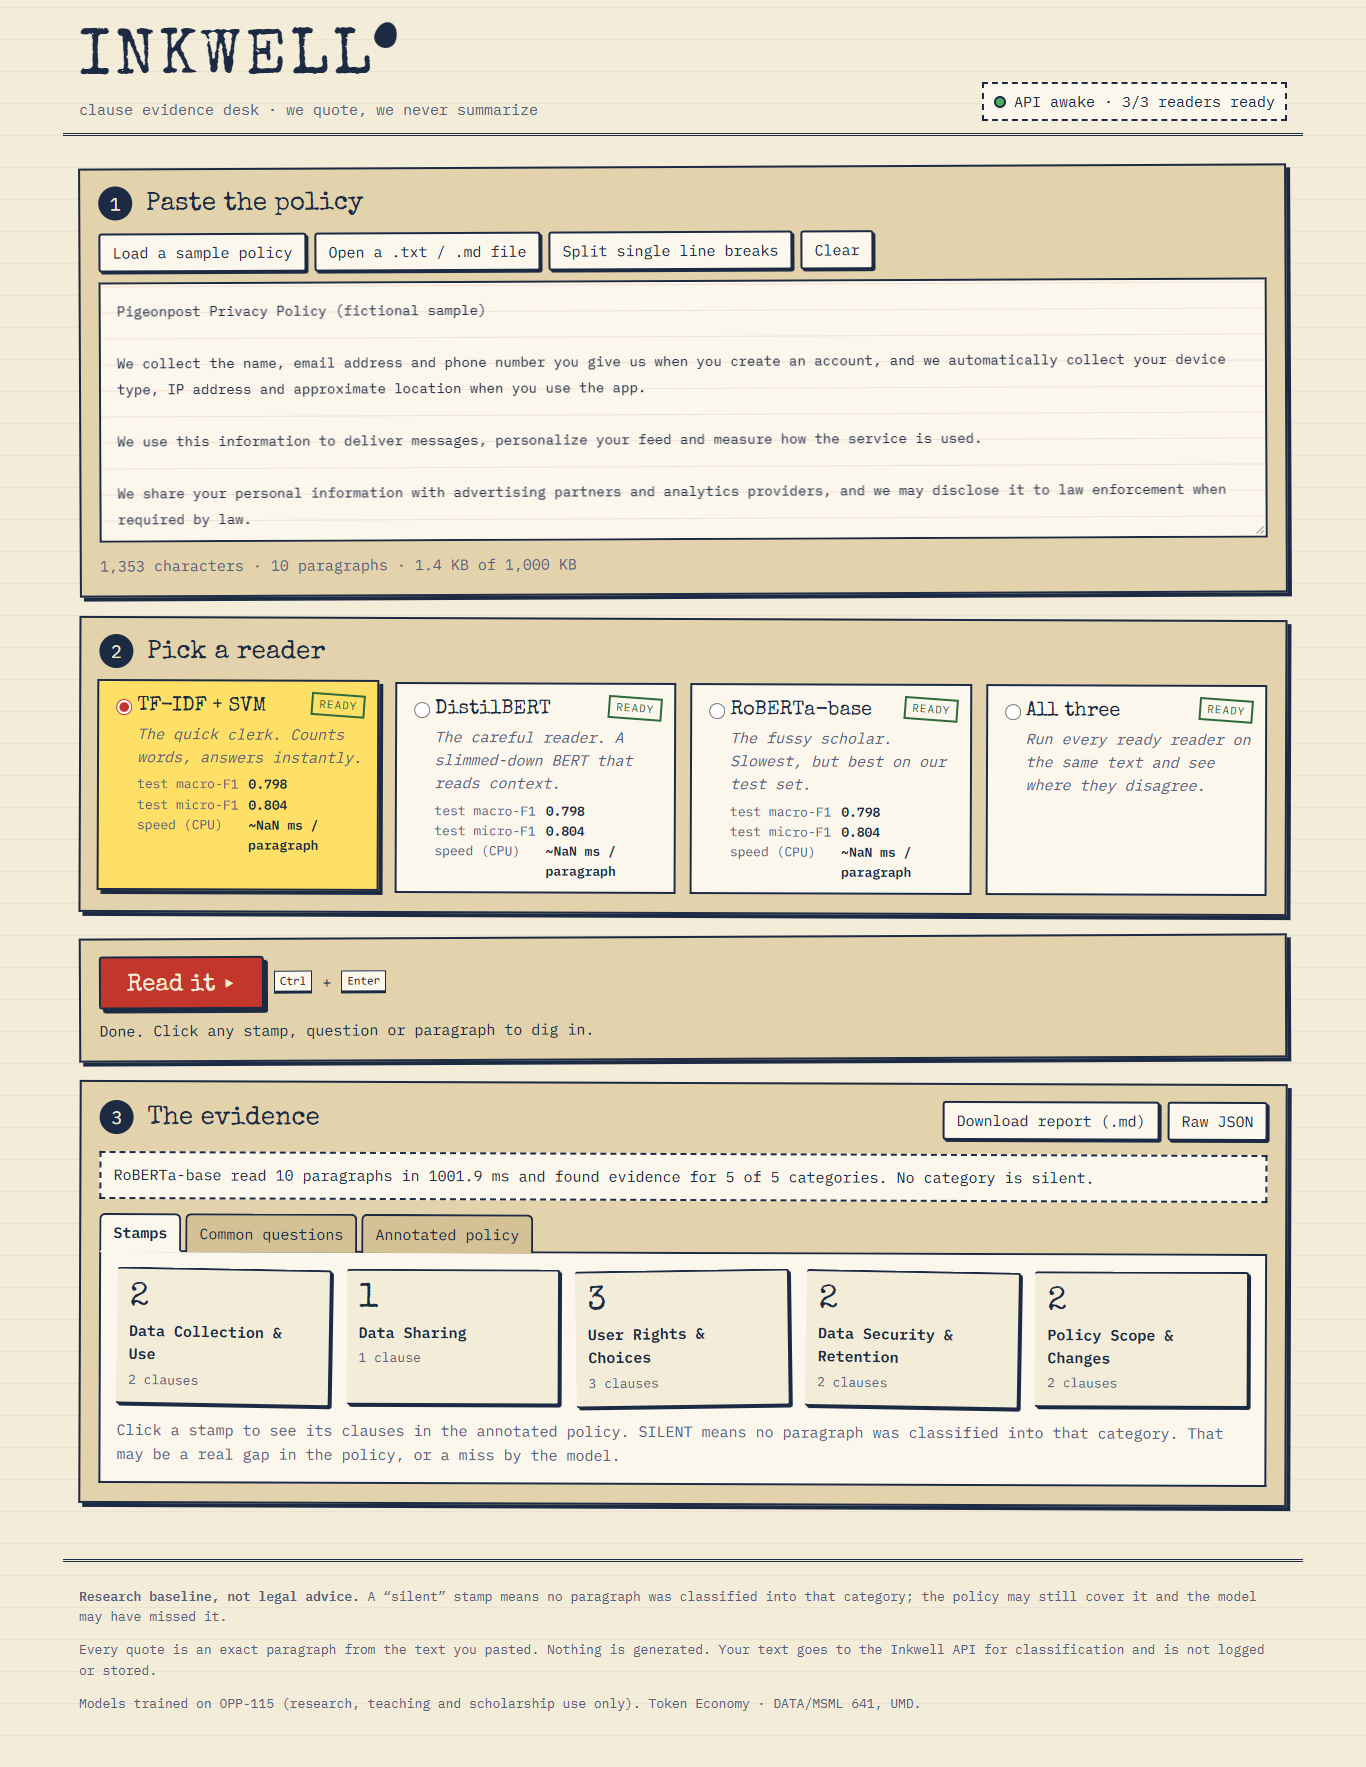 INKWELL
clause evidence desk · we quote, we never summarize
API awake · 3/3 readers ready
1 Paste the policy
Load a sample policy
Open a .txt / .md file
Split single line breaks
Clear
Pigeonpost Privacy Policy (fictional sample)
We collect the name, email address and phone number you give us when you create an account, and we automatically collect your device
type, IP address and approximate location when you use the app.
We use this information to deliver messages, personalize your feed and measure how the service is used.
We share your personal information with advertising partners and analytics providers, and we may disclose it to law enforcement when
required by law.
1,353 characters · 10 paragraphs · 1.4 KB of 1,000 KB
2 Pick a reader
TF-IDF + SVM
READY
The quick clerk. Counts
words, answers instantly.
test macro-F1 0.798
test micro-F1 0.804
speed (CPU) ~NaN ms /
paragraph
DistilBERT
READY
The careful reader. A
slimmed-down BERT that
reads context.
test macro-F1 0.798
test micro-F1 0.804
speed (CPU) ~NaN ms /
paragraph
RoBERTa-base
READY
The fussy scholar.
Slowest, but best on our
test set.
test macro-F1 0.798
test micro-F1 0.804
speed (CPU) ~NaN ms /
paragraph
All three
READY
Run every ready reader on
the same text and see
where they disagree.
Read it ▸
Ctrl + Enter
Done. Click any stamp, question or paragraph to dig in.
3 The evidence
Download report (.md)
Raw JSON
RoBERTa-base read 10 paragraphs in 1001.9 ms and found evidence for 5 of 5 categories. No category is silent.
Stamps
Common questions
Annotated policy
2
Data Collection &
Use
2 clauses
1
Data Sharing
1 clause
3
User Rights &
Choices
3 clauses
2
Data Security &
Retention
2 clauses
2
Policy Scope &
Changes
2 clauses
Click a stamp to see its clauses in the annotated policy. SILENT means no paragraph was classified into that category. That
may be a real gap in the policy, or a miss by the model.
Research baseline, not legal advice. A “silent” stamp means no paragraph was classified into that category; the policy may still cover it and the model
may have missed it.
Every quote is an exact paragraph from the text you pasted. Nothing is generated. Your text goes to the Inkwell API for classification and is not logged
or stored.
Models trained on OPP-115 (research, teaching and scholarship use only). Token Economy · DATA/MSML 641, UMD.